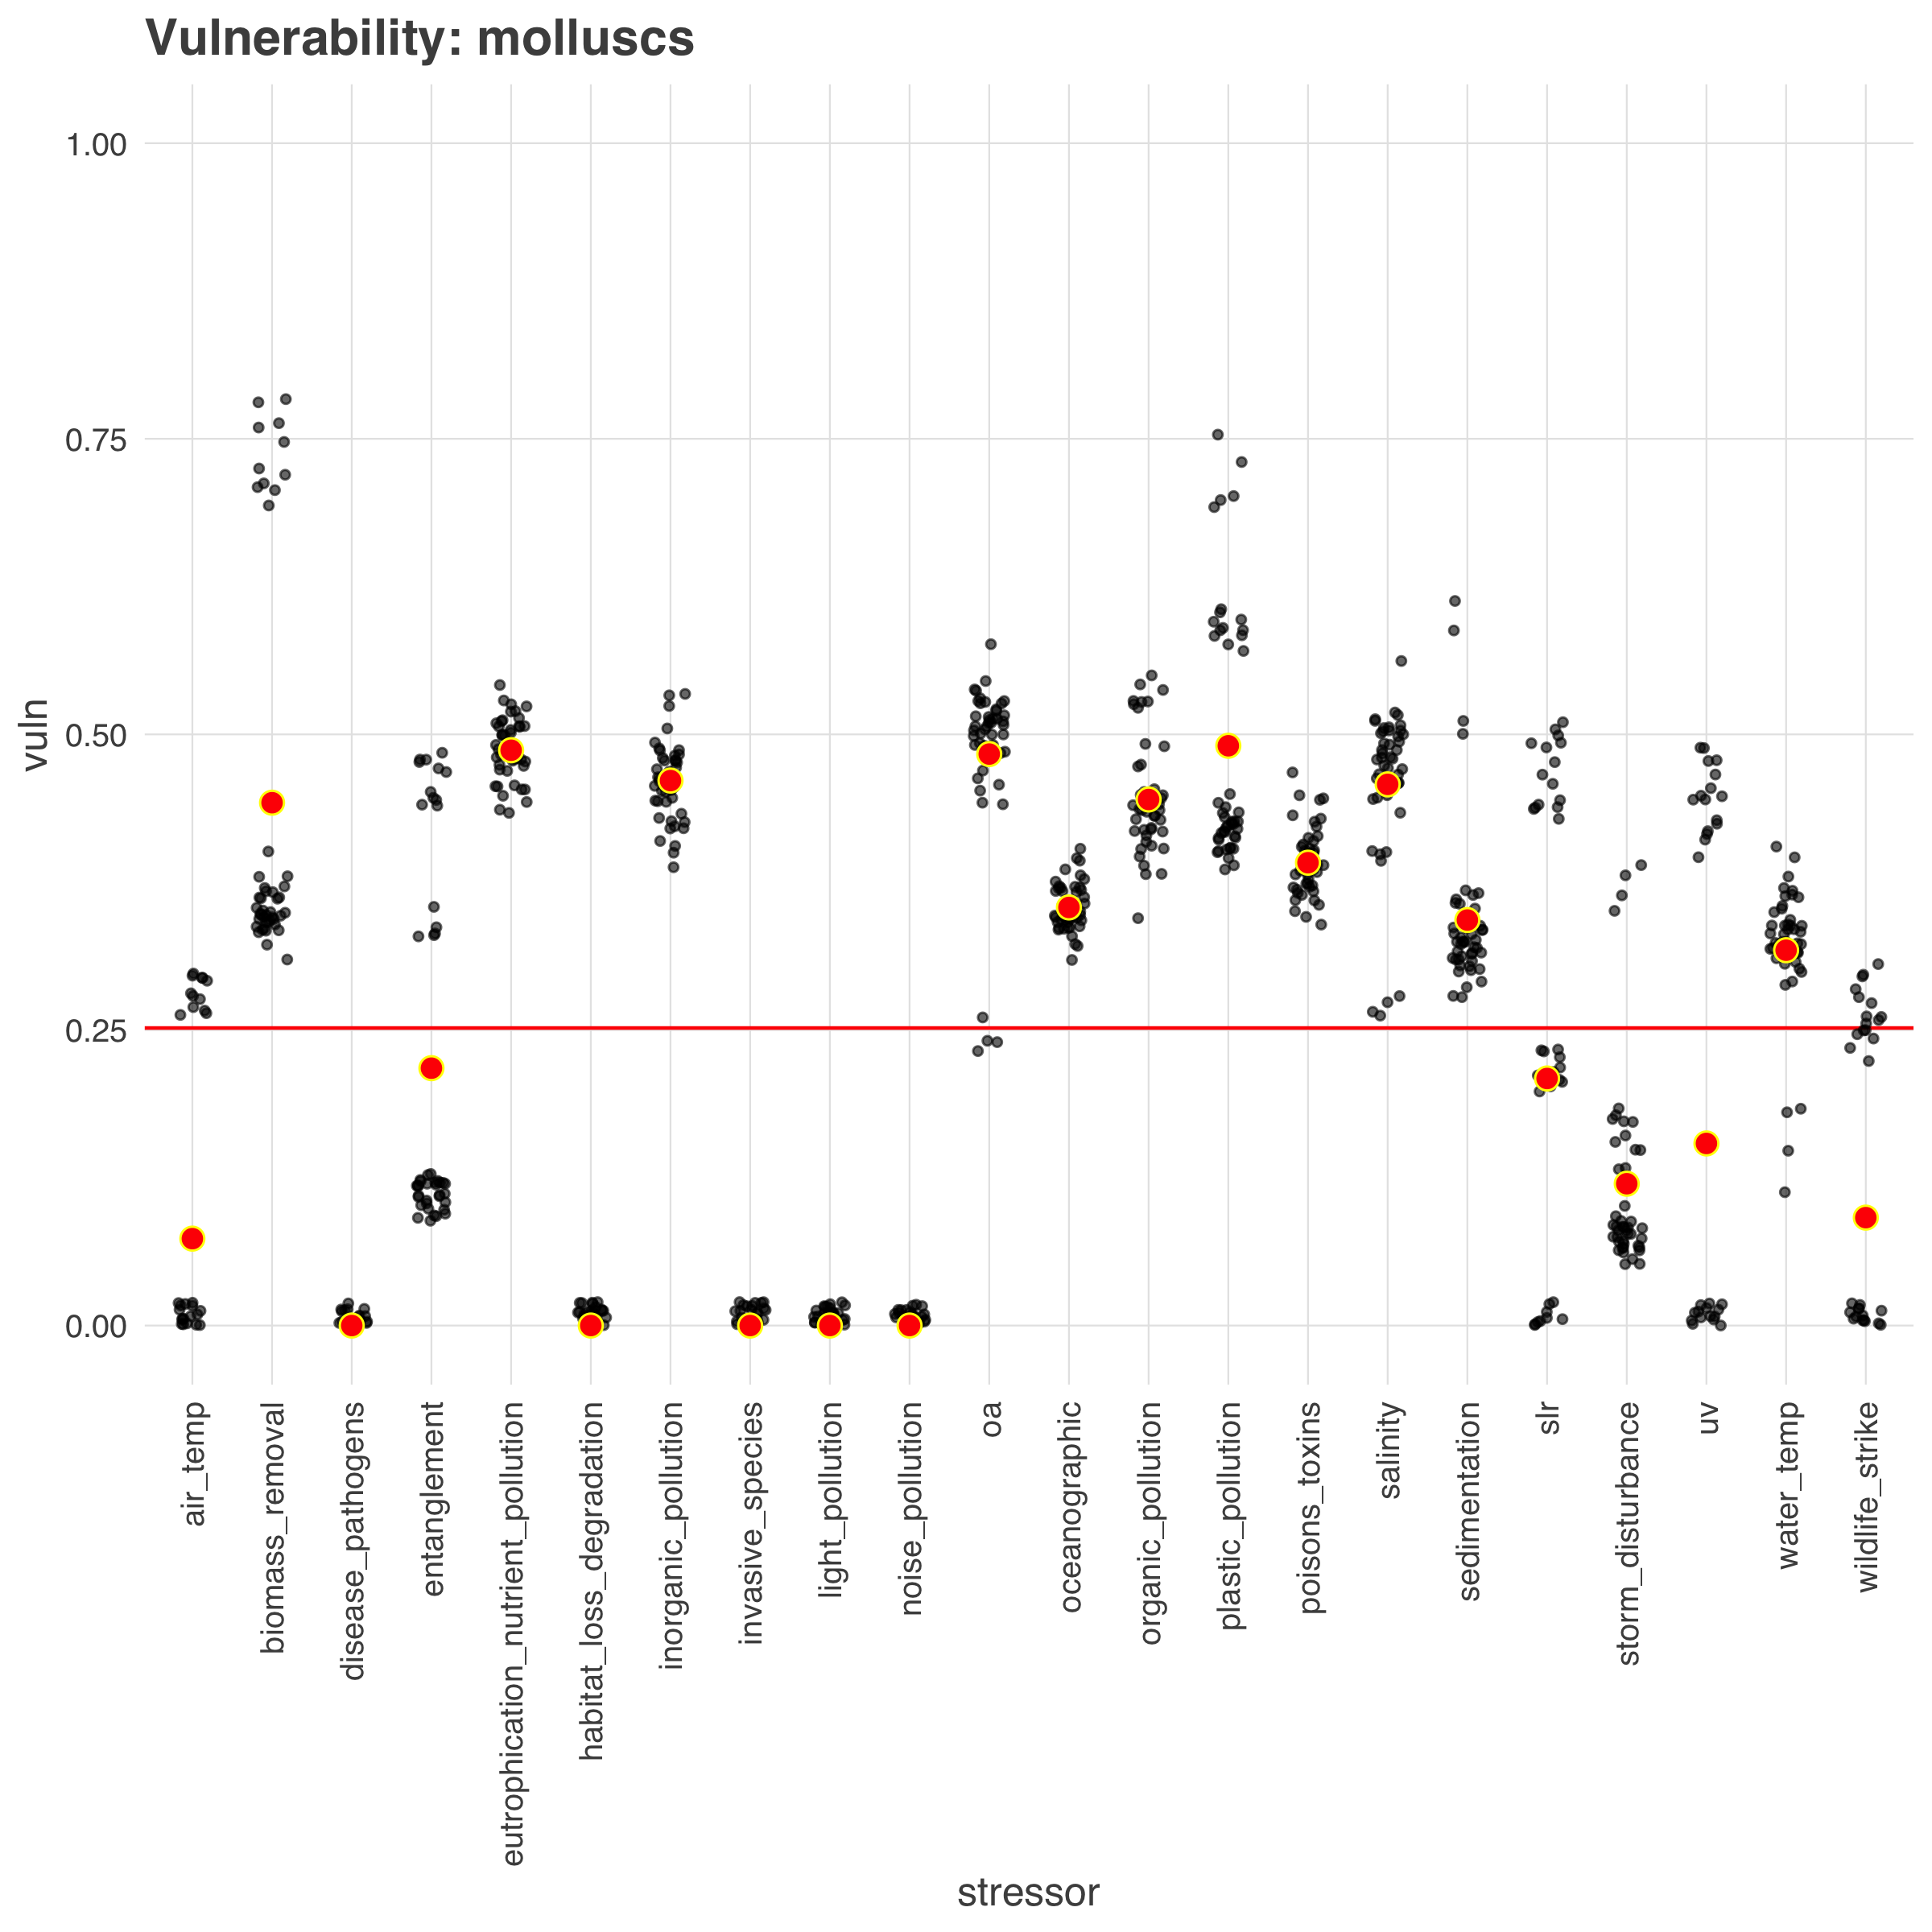 Vulnerability: molluscs
1.00
0.75
0.50
0.25
0.00
vuln
air_temp
biomass_removal
disease_pathogens
entanglement
eutrophication_nutrient_pollution
habitat_loss_degradation
inorganic_pollution
invasive_species
light_pollution
noise_pollution
oa
oceanographic
organic_pollution
plastic_pollution
poisons_toxins
salinity
sedimentation
slr
storm_disturbance
uv
water_temp
wildlife_strike
stressor